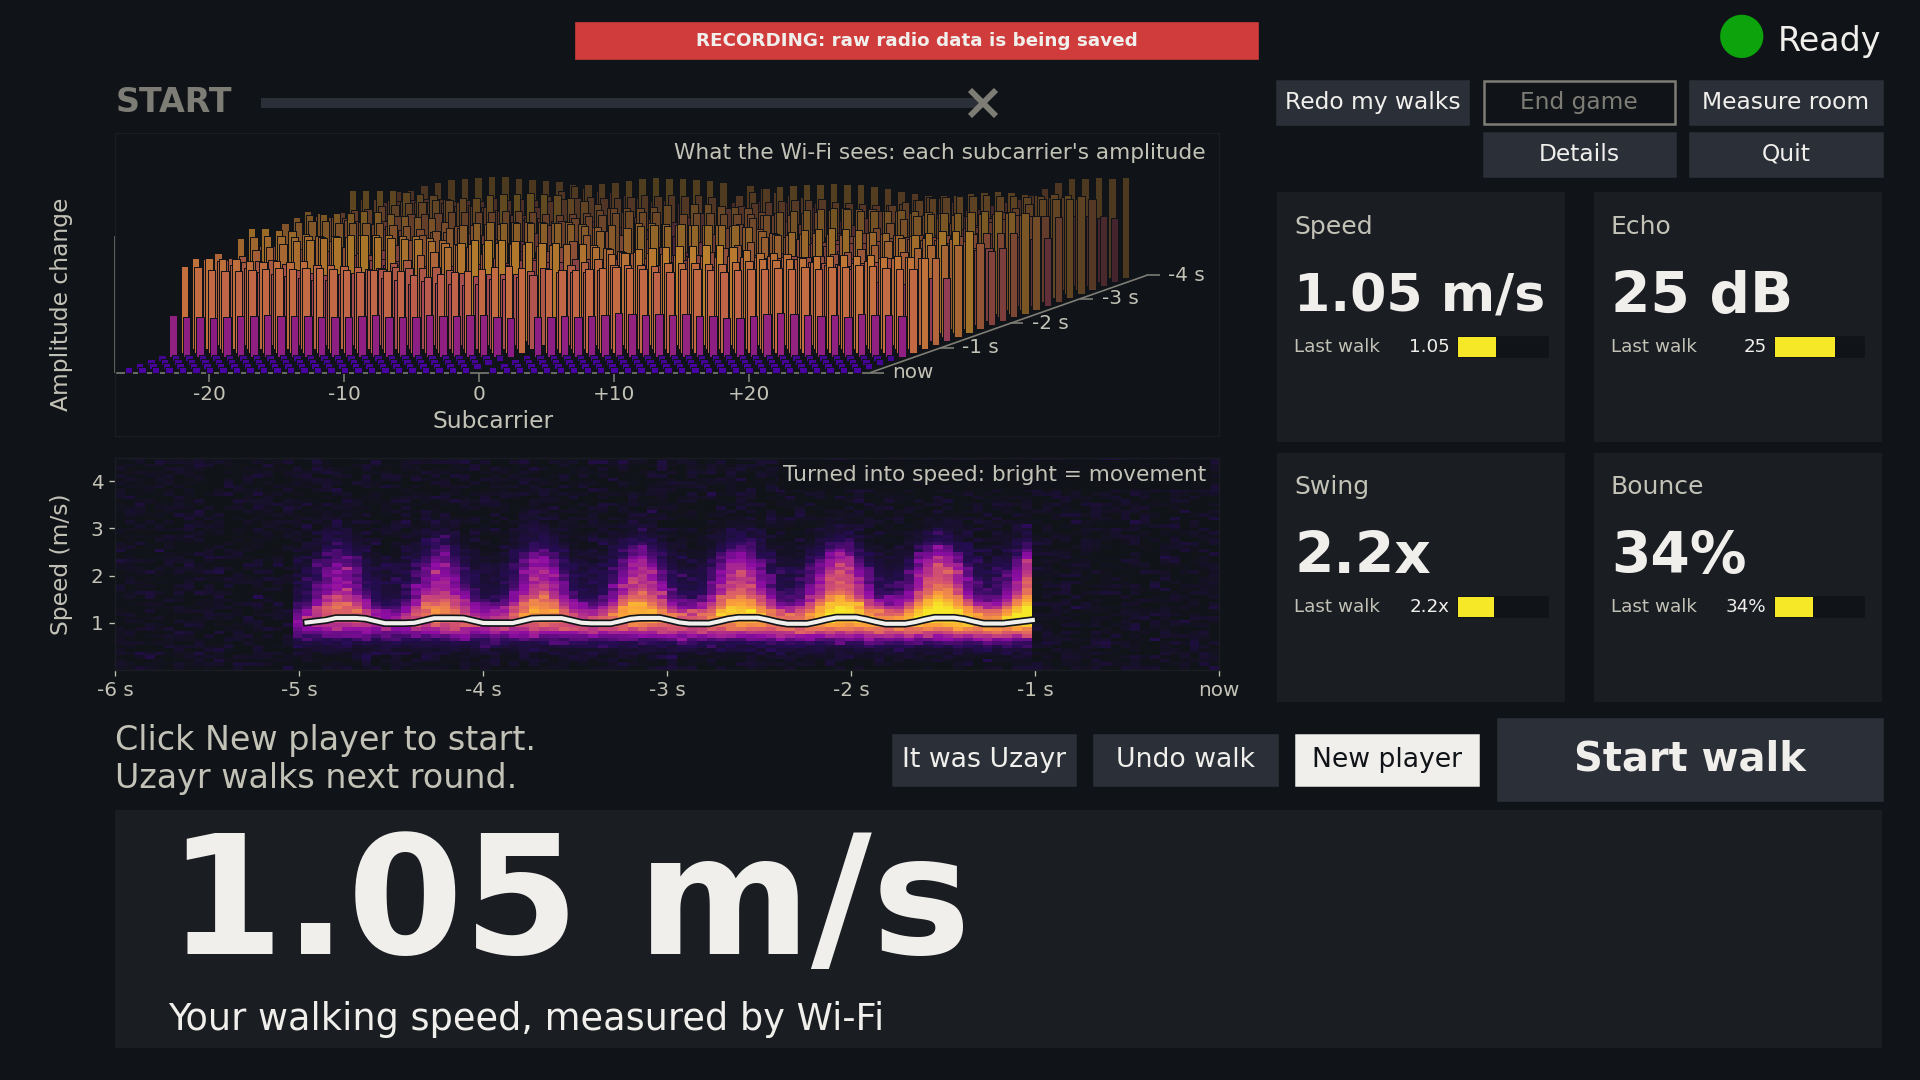 RECORDING: raw radio data is being saved
Ready
START
Redo my walks
End game
Measure room
Details
Quit
What the Wi-Fi sees: each subcarrier's amplitude
Amplitude change
-4 s
-3 s
-2 s
-1 s
now
-20
-10
0
+10
+20
Subcarrier
Speed
1.05 m/s
Last walk 1.05
Echo
25 dB
Last walk 25
Turned into speed: bright = movement
Speed (m/s)
4
3
2
1
-6 s
-5 s
-4 s
-3 s
-2 s
-1 s
now
Swing
2.2x
Last walk 2.2x
Bounce
34%
Last walk 34%
Click New player to start.
Uzayr walks next round.
It was Uzayr
Undo walk
New player
Start walk
1.05 m/s
Your walking speed, measured by Wi-Fi